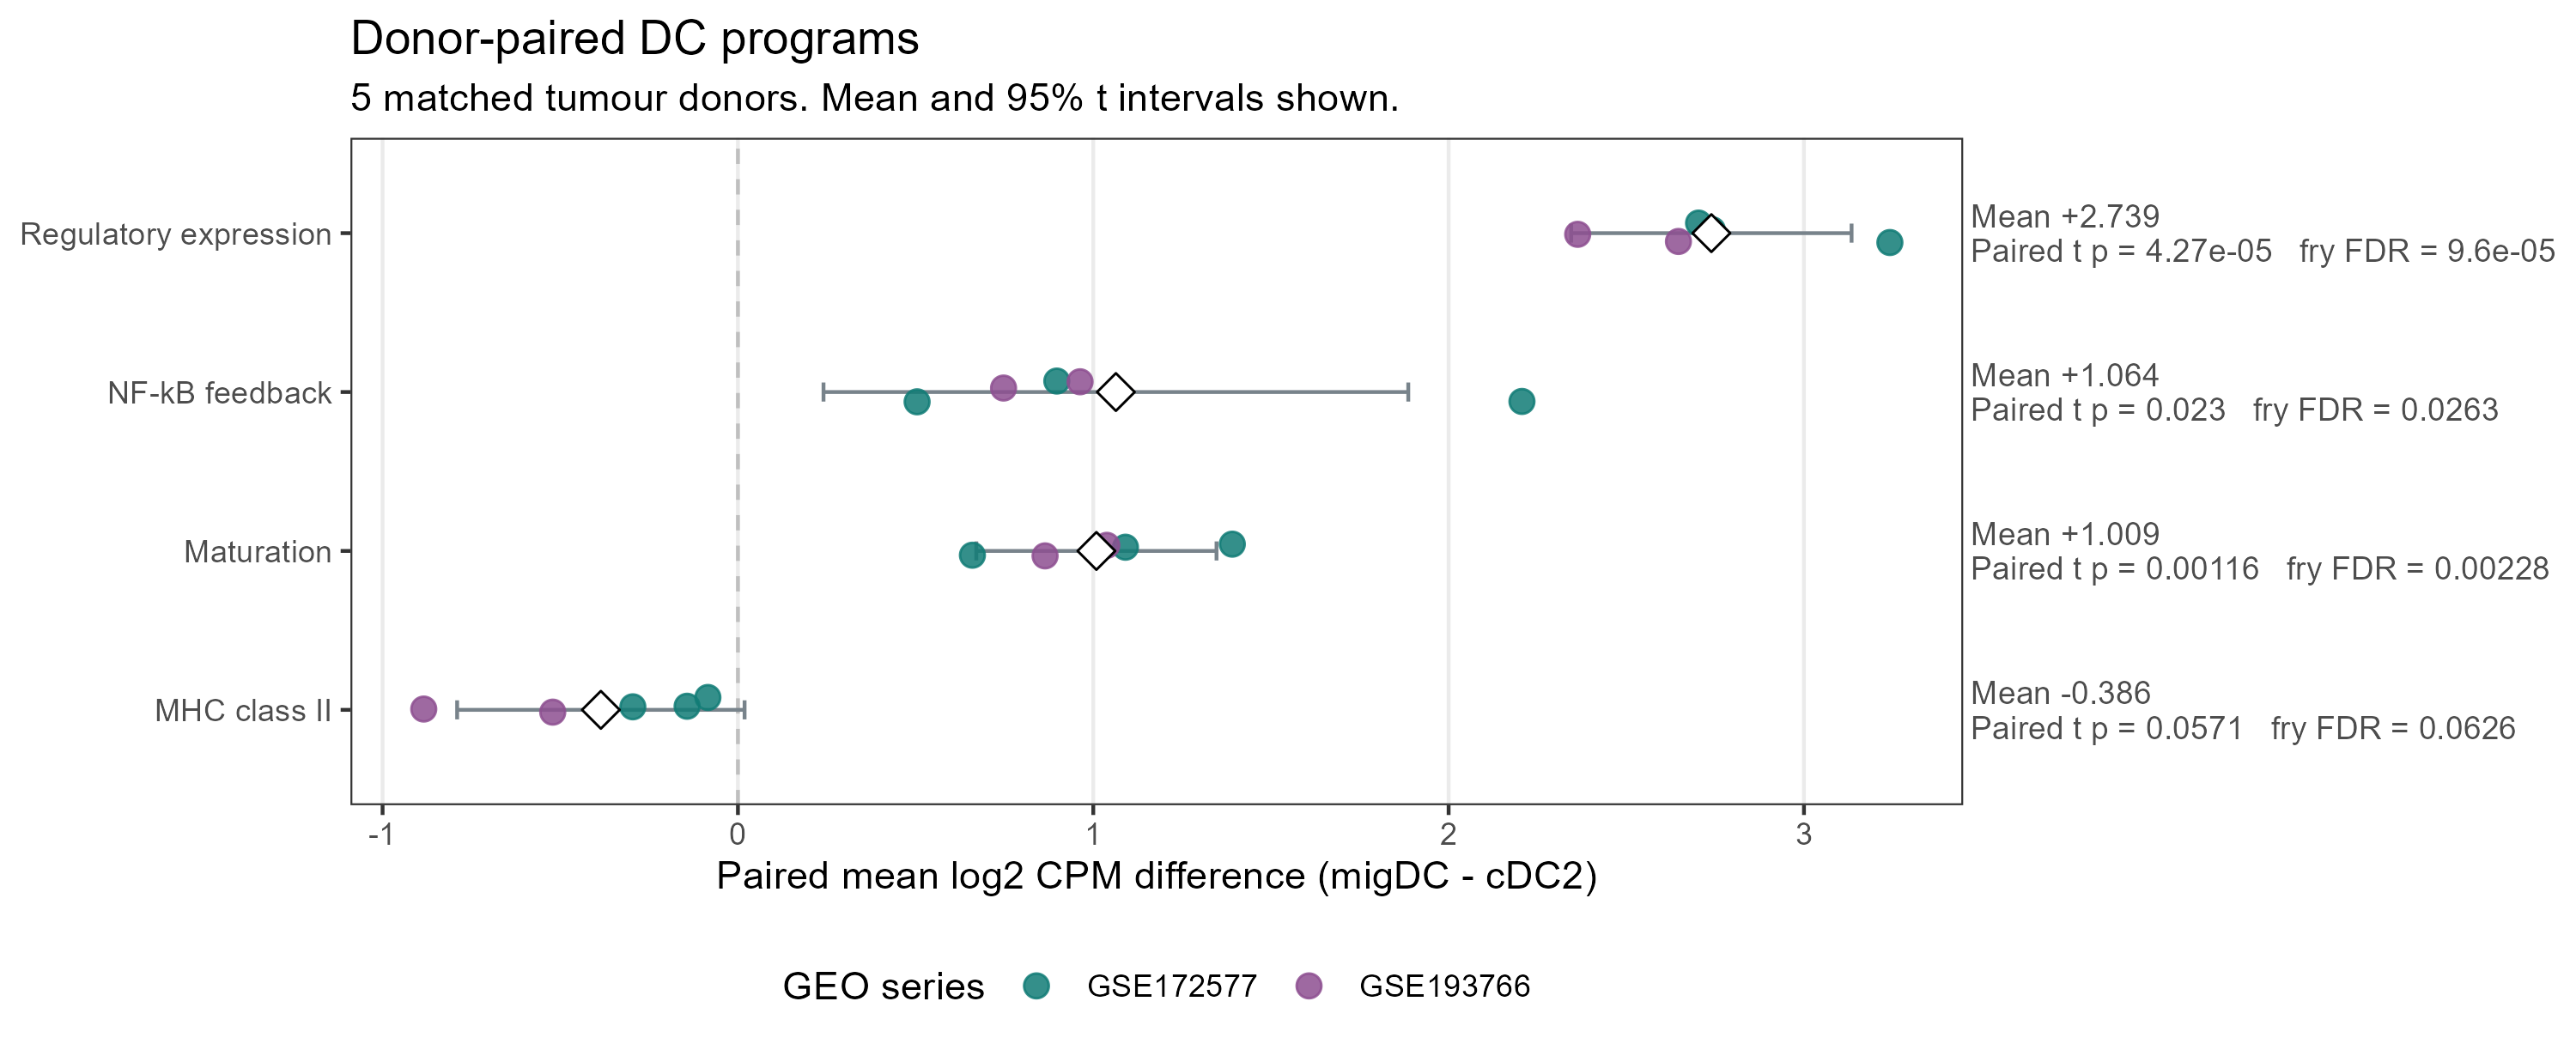 Donor-paired DC programs
5 matched tumour donors. Mean and 95% t intervals shown.
Regulatory expression
Mean +2.739
Paired t p = 4.27e-05 fry FDR = 9.6e-05
NF-kB feedback
Mean +1.064
Paired t p = 0.023 fry FDR = 0.0263
Maturation
Mean +1.009
Paired t p = 0.00116 fry FDR = 0.00228
MHC class II
Mean -0.386
Paired t p = 0.0571 fry FDR = 0.0626
-1 0 1 2 3
Paired mean log2 CPM difference (migDC - cDC2)
GEO series GSE172577 GSE193766